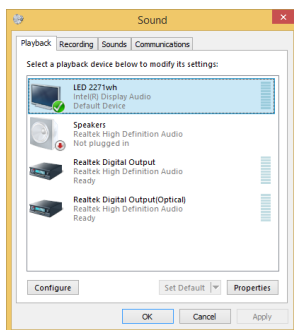 Sound
Playback Recording Sounds Communications
Select a playback device below to modify its settings:
LED 2271wh
Intel(R) Display Audio
Default Device
Speakers
Realtek High Definition Audio
Not plugged in
Realtek Digital Output
Realtek High Definition Audio
Ready
Realtek Digital Output(Optical)
Realtek High Definition Audio
Ready
Configure Set Default Properties
OK Cancel Apply